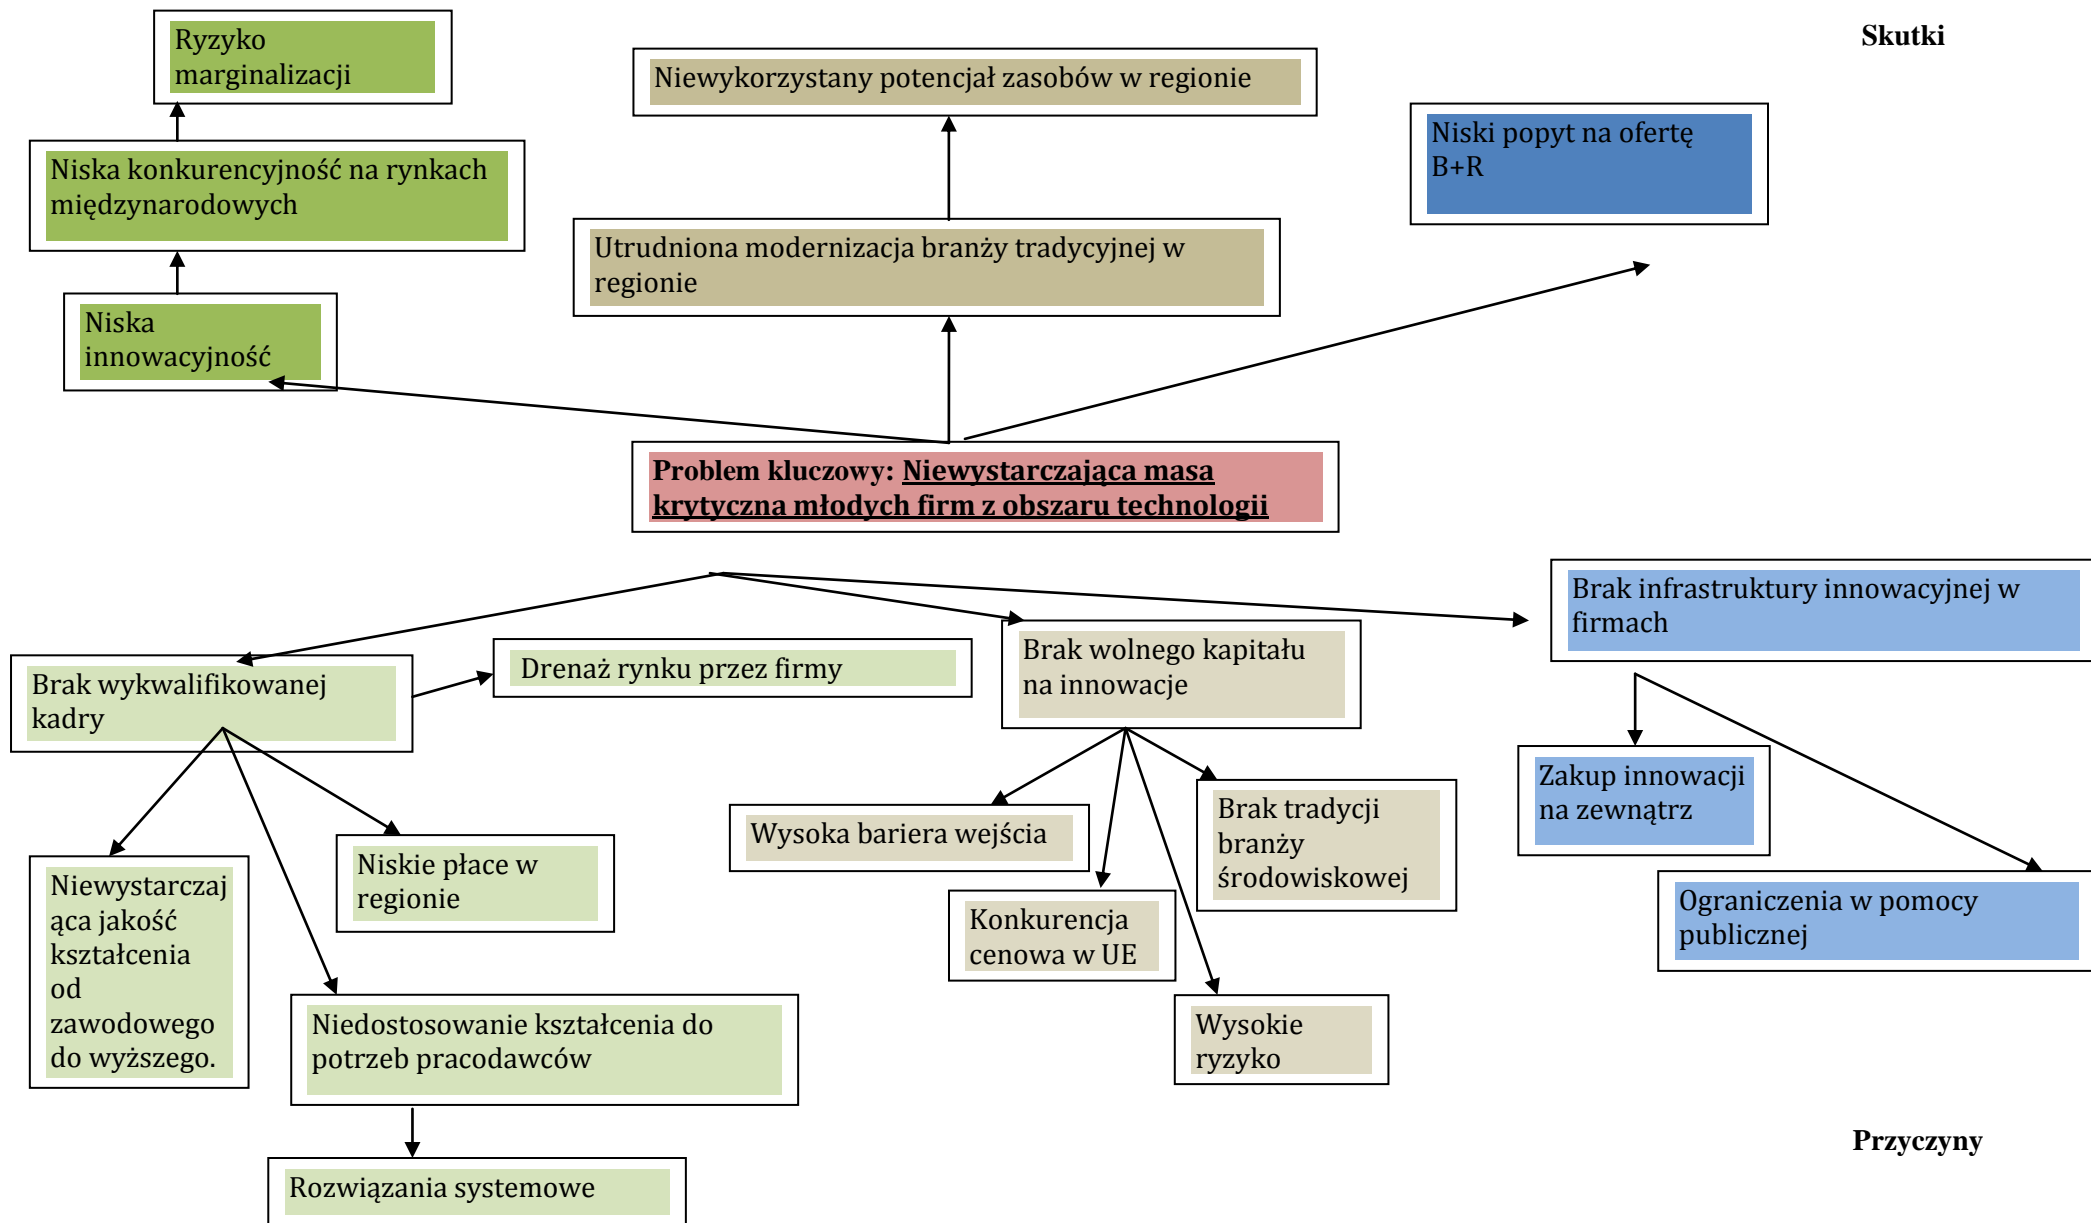 Ryzyko
marginalizacji
Skutki
Niewykorzystany potencjał zasobów w regionie
Niska konkurencyjność na rynkach
międzynarodowych
Niski popyt na ofertę
B+R
Utrudniona modernizacja branży tradycyjnej w
regionie
Niska
innowacyjność
Problem kluczowy: Niewystarczająca masa
krytyczna młodych firm z obszaru technologii
Brak infrastruktury innowacyjnej w
firmach
Brak wykwalifikowanej
kadry
Drenaż rynku przez firmy
Brak wolnego kapitału
na innowacje
Zakup innowacji
na zewnątrz
Wysoka bariera wejścia
Brak tradycji
branży
środowiskowej
Niskie płace w
regionie
Niewystarczaj
ąca jakość
kształcenia
od
zawodowego
do wyższego.
Konkurencja
cenowa w UE
Ograniczenia w pomocy
publicznej
Niedostosowanie kształcenia do
potrzeb pracodawców
Wysokie
ryzyko
Przyczyny
Rozwiązania systemowe